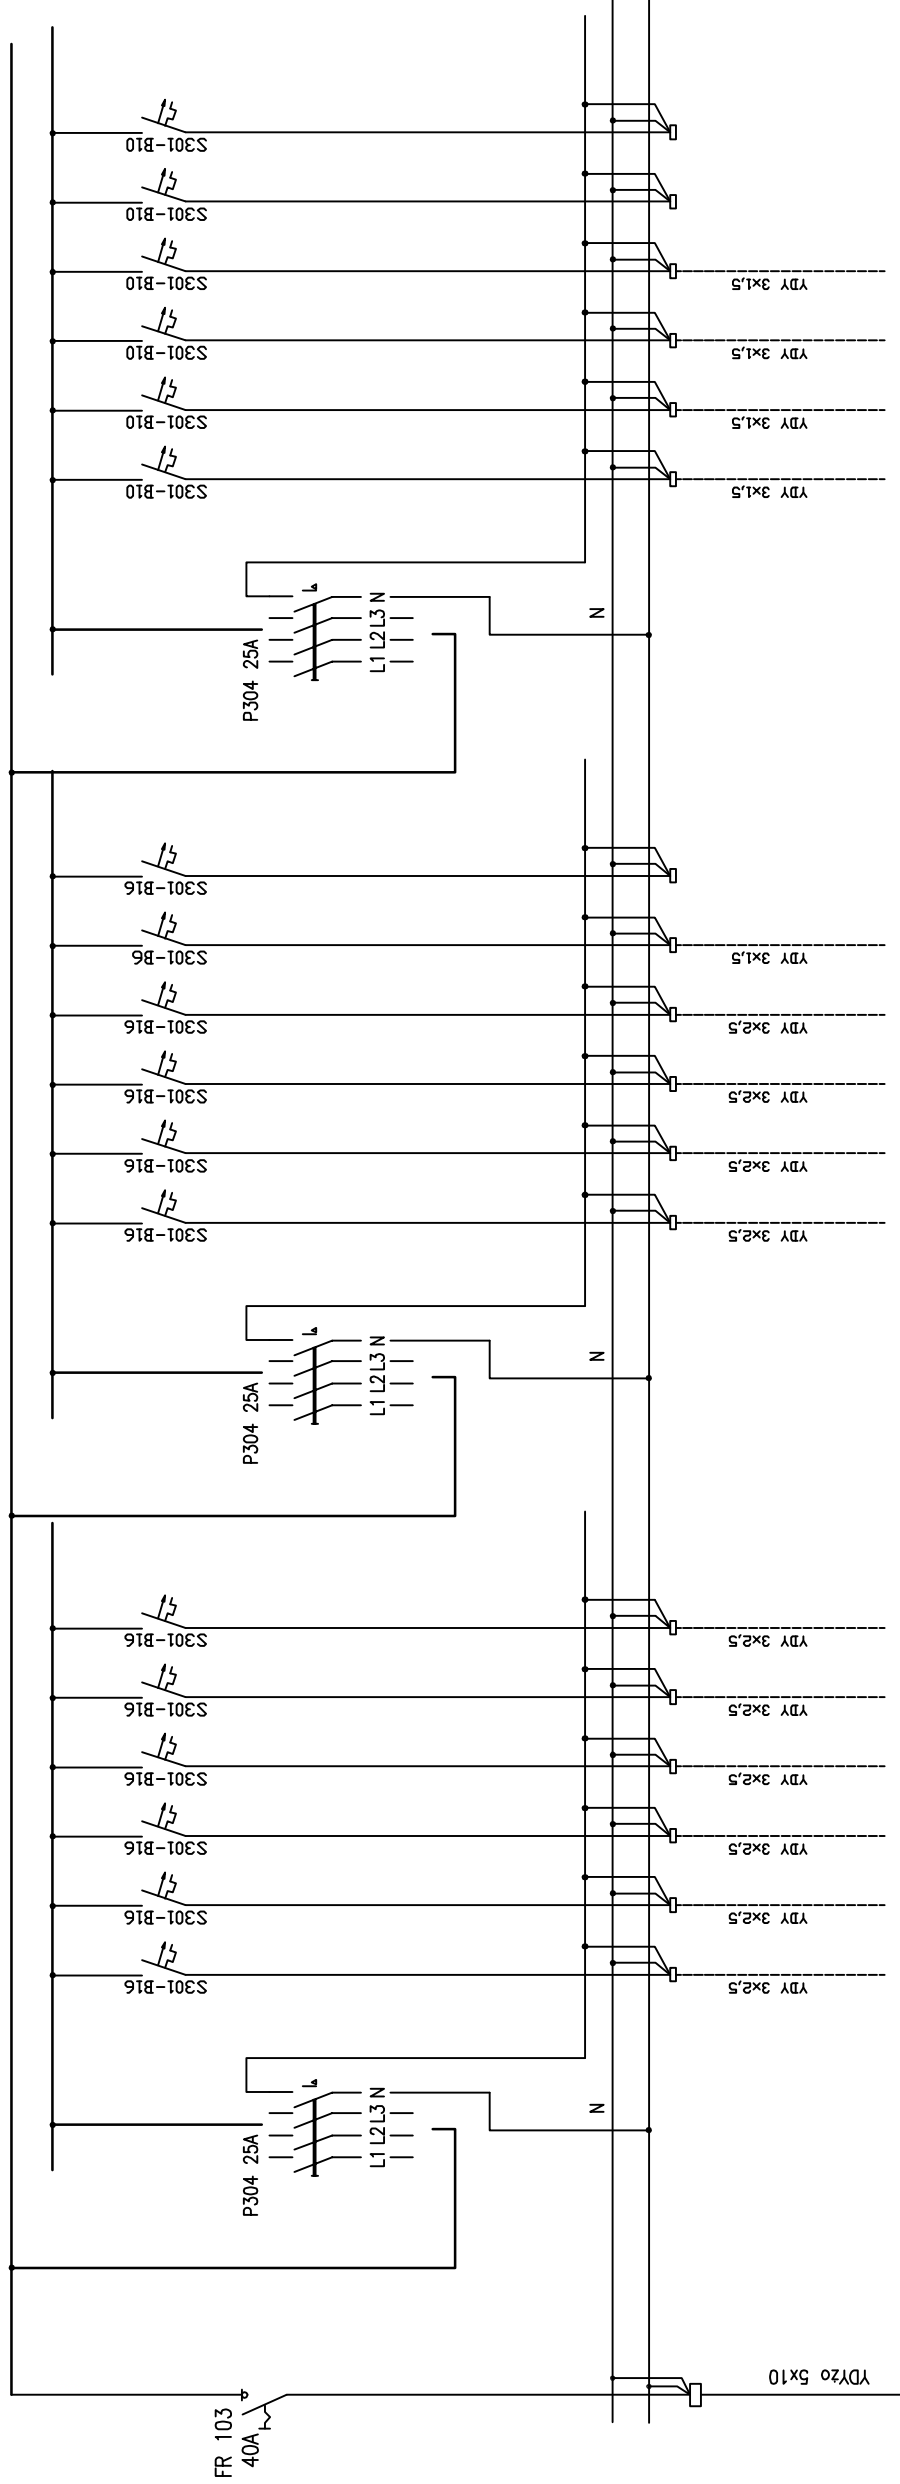 S301-B10
S301-B10
S301-B10
YDY 3x1,5
S301-B10
YDY 3x1,5
S301-B10
YDY 3x1,5
S301-B10
YDY 3x1,5
P304 25A
L1 L2 L3 N
N
S301-B16
S301-B6
YDY 3x1,5
S301-B16
YDY 3x2,5
S301-B16
YDY 3x2,5
S301-B16
YDY 3x2,5
S301-B16
YDY 3x2,5
P304 25A
L1 L2 L3 N
N
S301-B16
YDY 3x2,5
S301-B16
YDY 3x2,5
S301-B16
YDY 3x2,5
S301-B16
YDY 3x2,5
S301-B16
YDY 3x2,5
S301-B16
YDY 3x2,5
P304 25A
L1 L2 L3 N
N
FR 103
40A
YDYżo 5x10